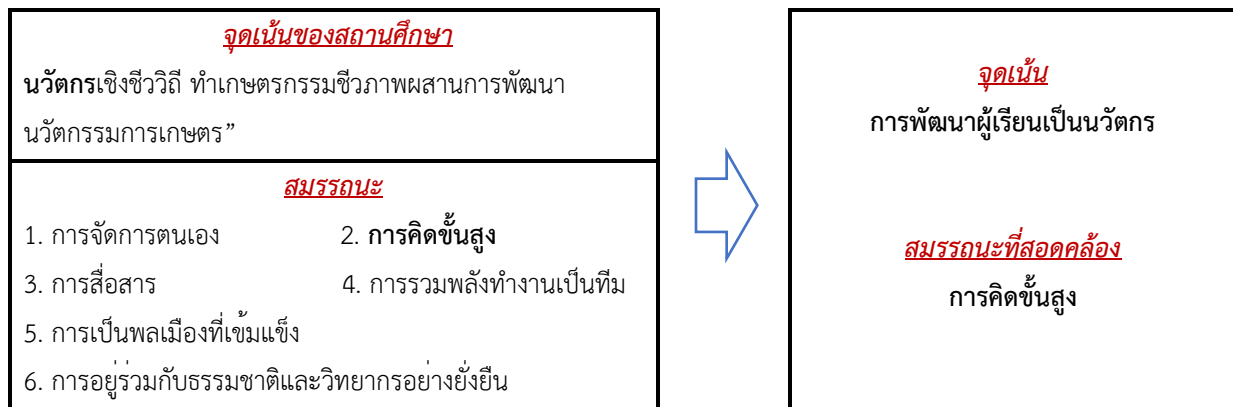 จุดเน้นของสถานศึกษา
นวัตกรเชิงชีววิถี ทำเกษตรกรรมชีวภาพผสานการพัฒนา
นวัตกรรมการเกษตร”
สมรรถนะ
1. การจัดการตนเอง 2. การคิดขั้นสูง
3. การสื่อสาร 4. การรวมพลังทำงานเป็นทีม
5. การเป็นพลเมืองที่เข้มแข็ง
6. การอยู่ร่วมกับธรรมชาติและวิทยากรอย่างยั่งยืน
จุดเน้น
การพัฒนาผู้เรียนเป็นนวัตกร
สมรรถนะที่สอดคล้อง
การคิดขั้นสูง